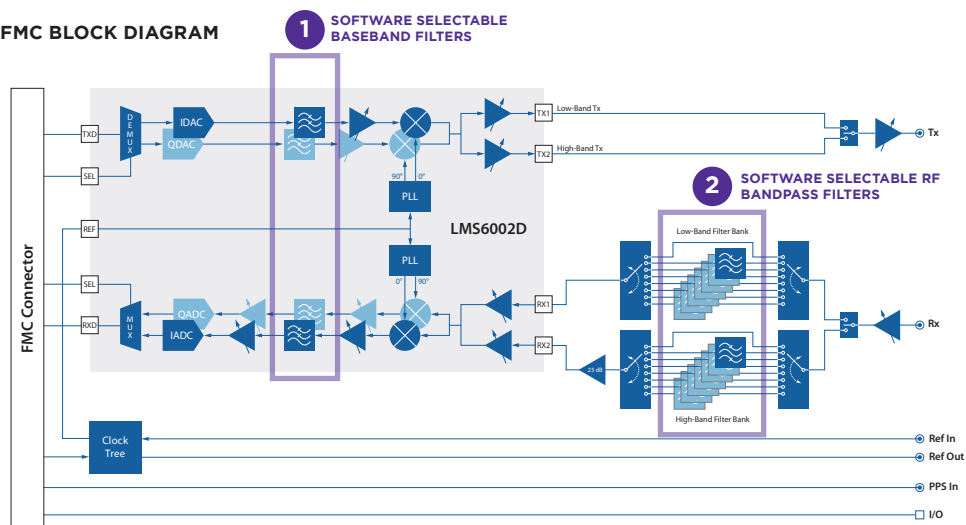 FMC BLOCK DIAGRAM
1
SOFTWARE SELECTABLE
BASEBAND FILTERS
FMC Connector
TXD
SEL
REF
SEL
RXD
DEMUX
IDAC
QDAC
90°
0°
PLL
LMS6002D
PLL
0°
90°
MUX
QADC
IADC
TX1
Low-Band Tx
TX2
High-Band Tx
Tx
2
SOFTWARE SELECTABLE RF
BANDPASS FILTERS
Low-Band Filter Bank
RX1
RX2
23 dB
High-Band Filter Bank
Rx
Clock
Tree
Ref In
Ref Out
PPS In
I/O